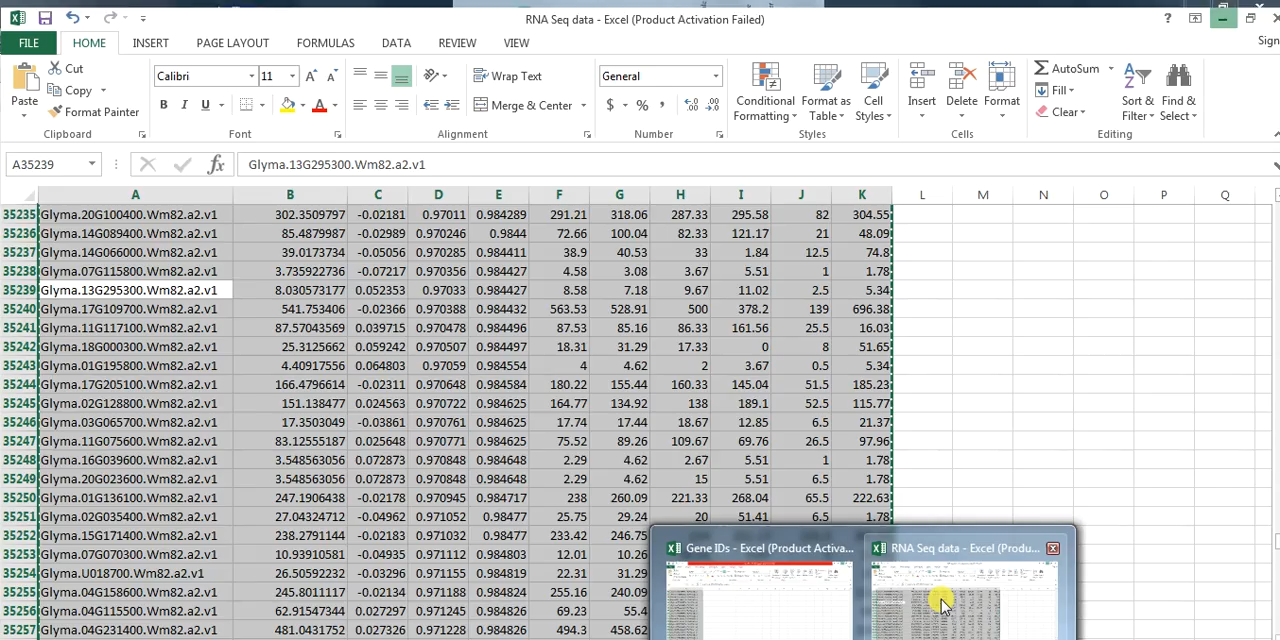 RNA Seq data - Excel (Product Activation Failed)
FILE HOME INSERT PAGE LAYOUT FORMULAS DATA REVIEW VIEW Sign
Paste Cut Copy Format Painter Clipboard
Calibri 11 B I U A Font
Wrap Text Merge & Center Alignment
General $ % , Number
Conditional Formatting Format as Table Cell Styles Styles
Insert Delete Format Cells
AutoSum Fill Clear Sort & Filter Find & Select Editing
A35239 fx Glyma.13G295300.Wm82.a2.v1
A B C D E F G H I J K L M N O P Q
35235 Glyma.20G100400.Wm82.a2.v1 302.3509797 -0.02181 0.97011 0.984289 291.21 318.06 287.33 295.58 82 304.55
35236 Glyma.14G089400.Wm82.a2.v1 85.4879987 -0.02989 0.970246 0.9844 72.66 100.04 82.33 121.17 21 48.09
35237 Glyma.14G066000.Wm82.a2.v1 39.0173734 -0.05056 0.970285 0.984411 38.9 40.53 33 1.84 12.5 74.8
35238 Glyma.07G115800.Wm82.a2.v1 3.735922736 -0.07217 0.970356 0.984427 4.58 3.08 3.67 5.51 1 1.78
35239 Glyma.13G295300.Wm82.a2.v1 8.030573177 0.052353 0.97033 0.984427 8.58 7.18 9.67 11.02 2.5 5.34
35240 Glyma.17G109700.Wm82.a2.v1 541.753406 -0.02366 0.970388 0.984432 563.53 528.91 500 378.2 139 696.38
35241 Glyma.11G117100.Wm82.a2.v1 87.57043569 0.039715 0.970478 0.984496 87.53 85.16 86.33 161.56 25.5 16.03
35242 Glyma.18G000300.Wm82.a2.v1 25.3125662 0.059242 0.970507 0.984497 18.31 31.29 17.33 0 8 51.65
35243 Glyma.01G195800.Wm82.a2.v1 4.40917556 0.064803 0.97059 0.984554 4 4.62 2 3.67 0.5 5.34
35244 Glyma.17G205100.Wm82.a2.v1 166.4796614 -0.02311 0.970648 0.984584 180.22 155.44 160.33 145.04 51.5 185.23
35245 Glyma.02G128800.Wm82.a2.v1 151.138477 0.024563 0.970722 0.984625 164.77 134.92 138 189.1 52.5 115.77
35246 Glyma.03G065700.Wm82.a2.v1 17.3503049 -0.03861 0.970761 0.984625 17.74 17.44 18.67 12.85 6.5 21.37
35247 Glyma.11G075600.Wm82.a2.v1 83.12555187 0.025648 0.970771 0.984625 75.52 89.26 109.67 69.76 26.5 97.96
35248 Glyma.16G039600.Wm82.a2.v1 3.548563056 0.072873 0.970848 0.984648 2.29 4.62 2.67 5.51 1 1.78
35249 Glyma.20G023600.Wm82.a2.v1 3.548563056 0.072873 0.970848 0.984648 2.29 4.62 15 5.51 6.5 1.78
35250 Glyma.01G136100.Wm82.a2.v1 247.1906438 -0.02178 0.970945 0.984717 238 260.09 221.33 268.04 65.5 222.63
35251 Glyma.02G035400.Wm82.a2.v1 27.04324712 -0.04962 0.971052 0.98477 25.75 29.24 20 51.41 6.5 1.78
35252 Glyma.15G171400.Wm82.a2.v1 238.2791144 -0.02183 0.971032 0.98477 233.42 246.75
35253 Glyma.07G070300.Wm82.a2.v1 10.93910581 -0.04935 0.971112 0.984803 12.01 10.26
35254 Glyma.U018700.Wm82.a2.v1 26.50592232 -0.03296 0.971155 0.984819 22.31 31.29
35255 Glyma.04G158600.Wm82.a2.v1 245.8011117 -0.02134 0.971188 0.984824 255.16 240.09
35256 Glyma.04G115500.Wm82.a2.v1 62.91547344 0.027297 0.971248 0.984826 69.23
35257 Glyma.04G231400.Wm82.a2.v1 481.0431752 0.027326 0.971258 0.984826 494.3 458.62
Gene IDs - Excel (Product Activa... RNA Seq data - Excel (Produ...